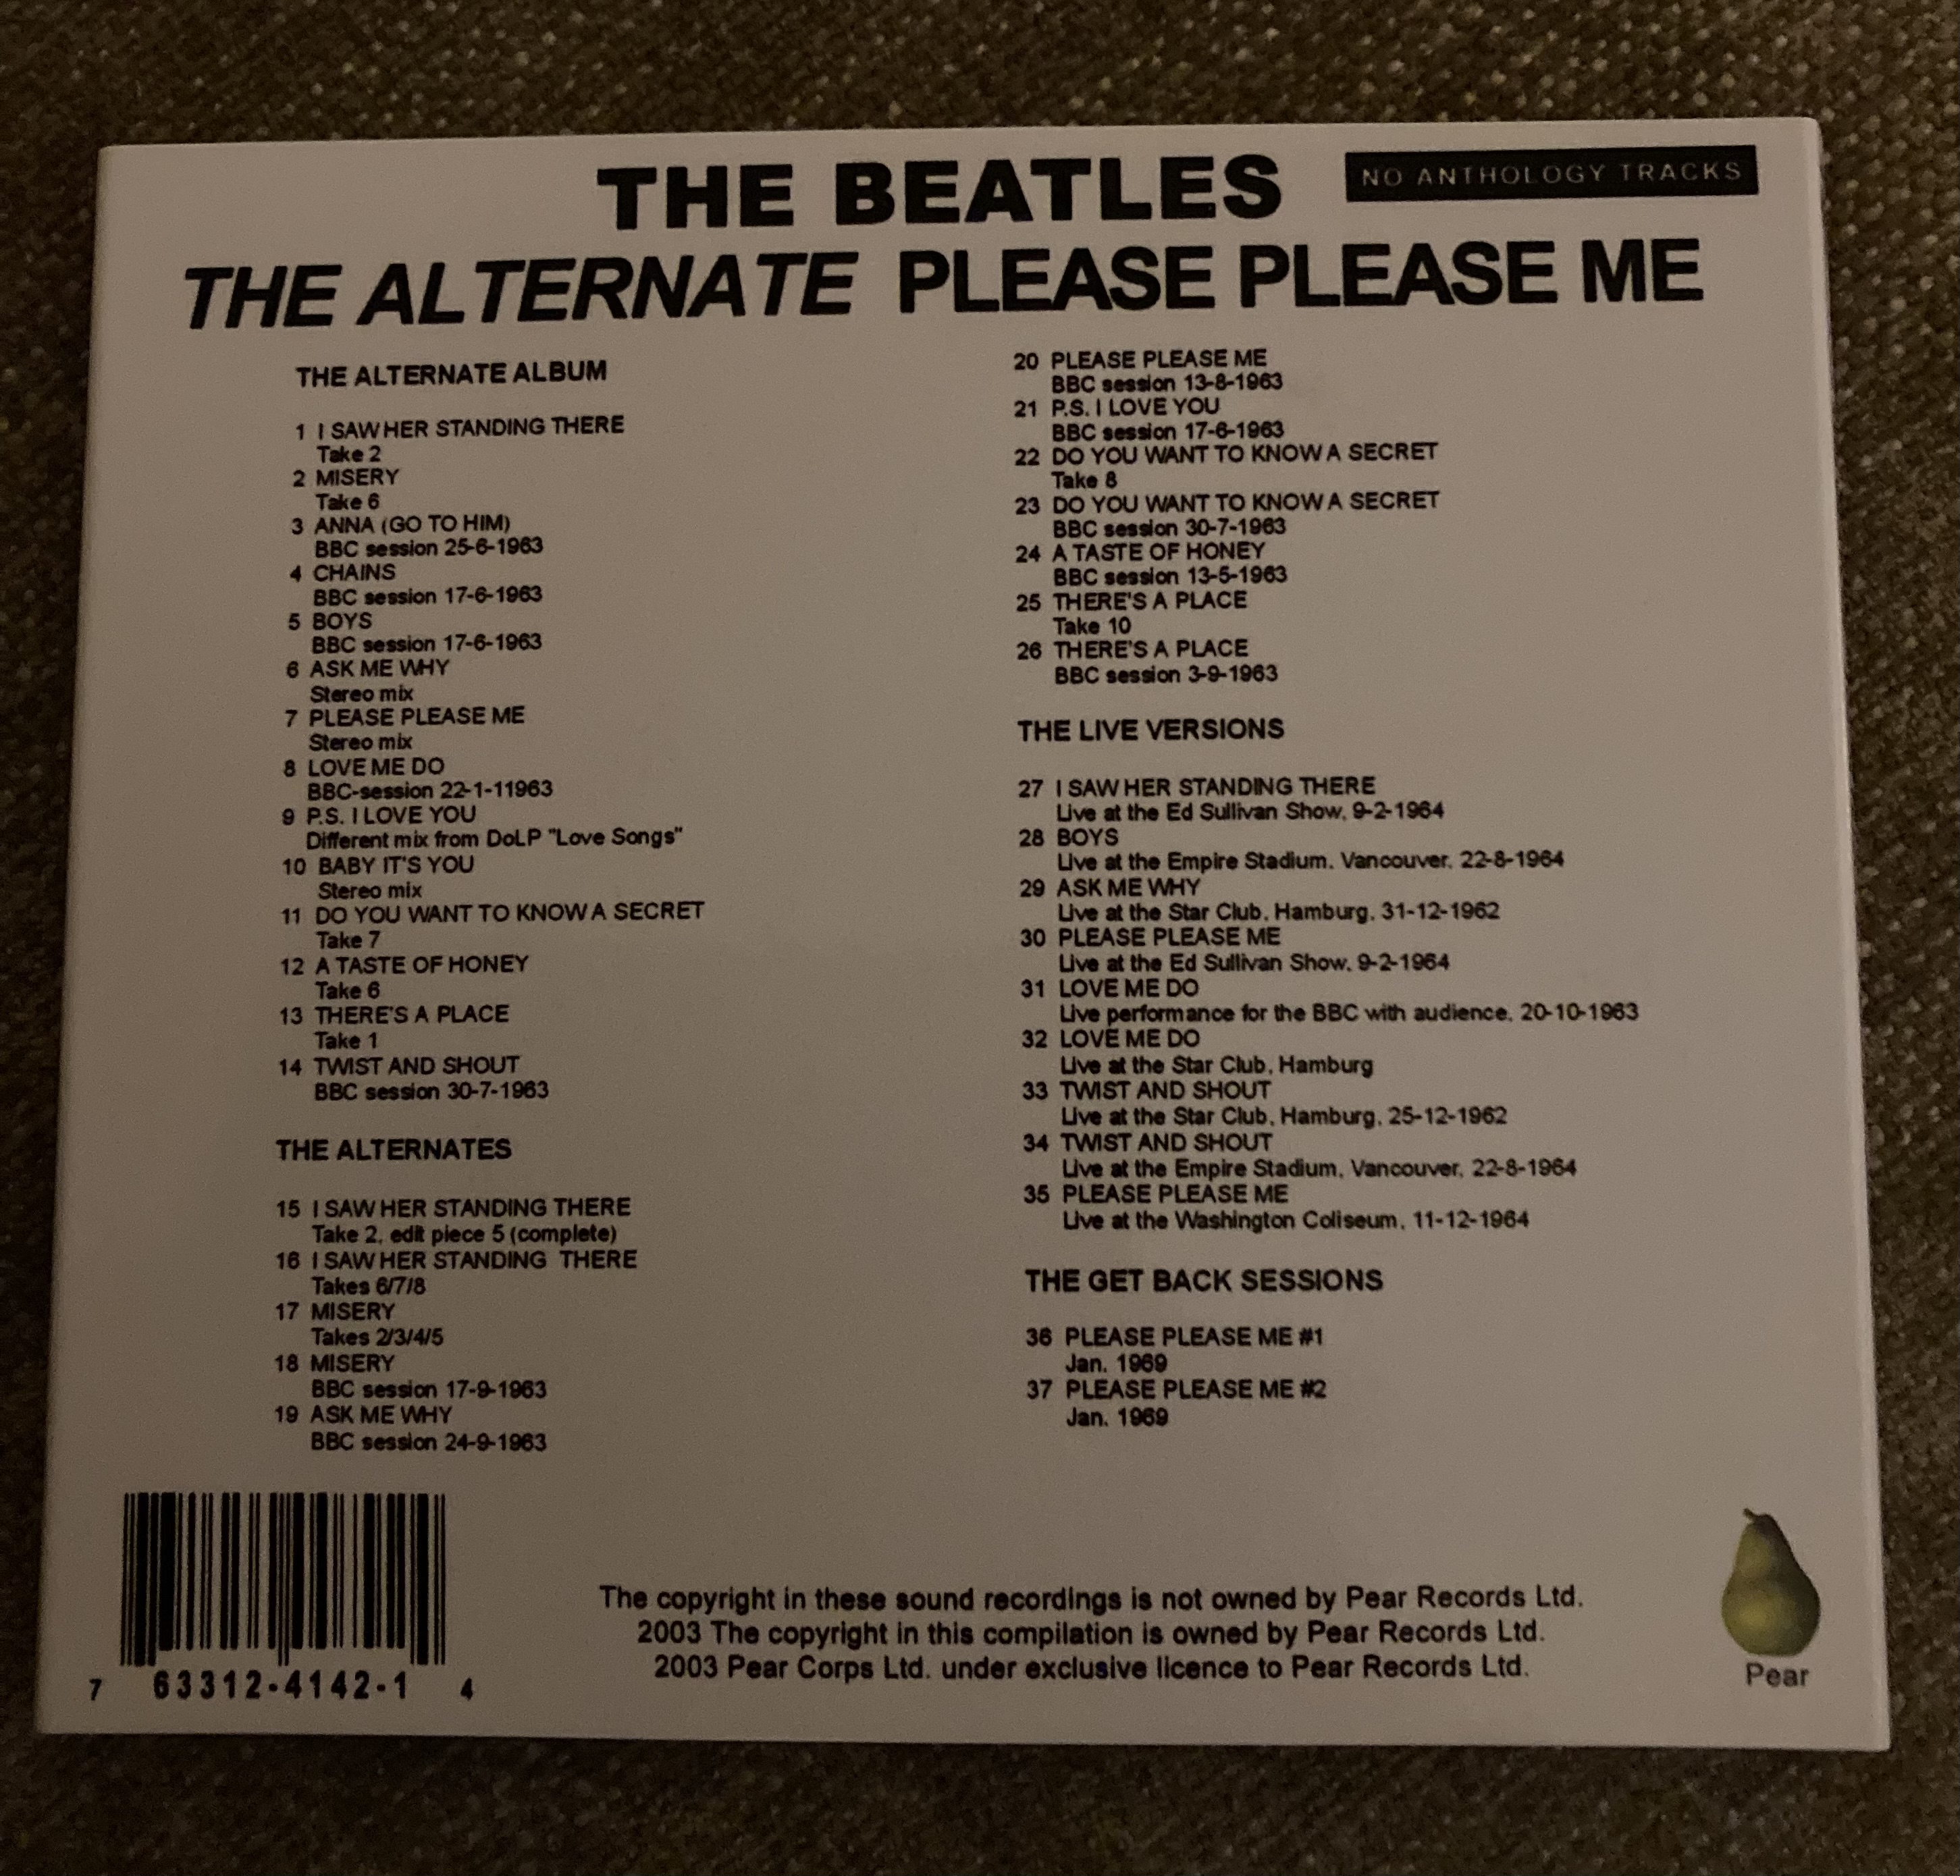 THE BEATLES
NO ANTHOLOGY TRACKS
THE ALTERNATE PLEASE PLEASE ME
THE ALTERNATE ALBUM
1 I SAW HER STANDING THERE
Take 2
2 MISERY
Take 6
3 ANNA (GO TO HIM)
BBC session 25-6-1963
4 CHAINS
BBC session 17-6-1963
5 BOYS
BBC session 17-6-1963
6 ASK ME WHY
Stereo mix
7 PLEASE PLEASE ME
Stereo mix
8 LOVE ME DO
BBC-session 22-1-11963
9 P.S. I LOVE YOU
Different mix from DoLP "Love Songs"
10 BABY IT'S YOU
Stereo mix
11 DO YOU WANT TO KNOW A SECRET
Take 7
12 A TASTE OF HONEY
Take 6
13 THERE'S A PLACE
Take 1
14 TWIST AND SHOUT
BBC session 30-7-1963
THE ALTERNATES
15 I SAW HER STANDING THERE
Take 2, edit piece 5 (complete)
16 I SAW HER STANDING THERE
Takes 6/7/8
17 MISERY
Takes 2/3/4/5
18 MISERY
BBC session 17-9-1963
19 ASK ME WHY
BBC session 24-9-1963
20 PLEASE PLEASE ME
BBC session 13-8-1963
21 P.S. I LOVE YOU
BBC session 17-6-1963
22 DO YOU WANT TO KNOW A SECRET
Take 8
23 DO YOU WANT TO KNOW A SECRET
BBC session 30-7-1963
24 A TASTE OF HONEY
BBC session 13-5-1963
25 THERE'S A PLACE
Take 10
26 THERE'S A PLACE
BBC session 3-9-1963
THE LIVE VERSIONS
27 I SAW HER STANDING THERE
Live at the Ed Sullivan Show, 9-2-1964
28 BOYS
Live at the Empire Stadium, Vancouver, 22-8-1964
29 ASK ME WHY
Live at the Star Club, Hamburg, 31-12-1962
30 PLEASE PLEASE ME
Live at the Ed Sullivan Show, 9-2-1964
31 LOVE ME DO
Live performance for the BBC with audience, 20-10-1963
32 LOVE ME DO
Live at the Star Club, Hamburg
33 TWIST AND SHOUT
Live at the Star Club, Hamburg, 25-12-1962
34 TWIST AND SHOUT
Live at the Empire Stadium, Vancouver, 22-8-1964
35 PLEASE PLEASE ME
Live at the Washington Coliseum, 11-12-1964
THE GET BACK SESSIONS
36 PLEASE PLEASE ME #1
Jan. 1969
37 PLEASE PLEASE ME #2
Jan. 1969
7 63312-4142-1 4
The copyright in these sound recordings is not owned by Pear Records Ltd.
2003 The copyright in this compilation is owned by Pear Records Ltd.
2003 Pear Corps Ltd. under exclusive licence to Pear Records Ltd.
Pear